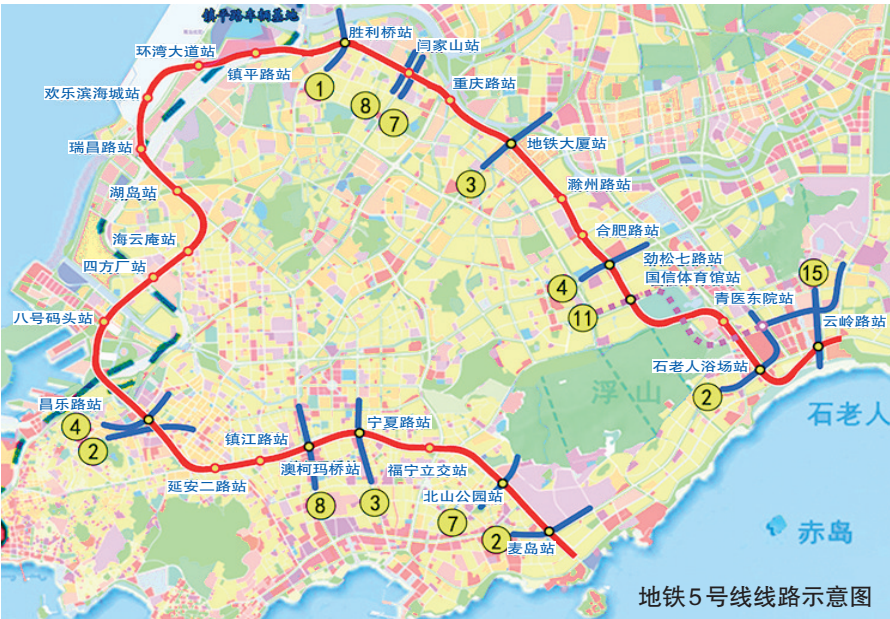 镇平路车辆基地
胜利桥站
闫家山站
环湾大道站
镇平路站
重庆路站
欢乐滨海城站
1
8
7
瑞昌路站
地铁大厦站
3
湖岛站
滁州路站
海云庵站
合肥路站
四方厂站
劲松七路站
国信体育馆站
15
4
青医东院站
11
八号码头站
云岭路站
石老人浴场站
浮山
2
昌乐路站
石老人
4
宁夏路站
镇江路站
2
澳柯玛桥站
福宁立交站
延安二路站
北山公园站
8
3
7
2
麦岛站
赤岛
地铁5号线线路示意图